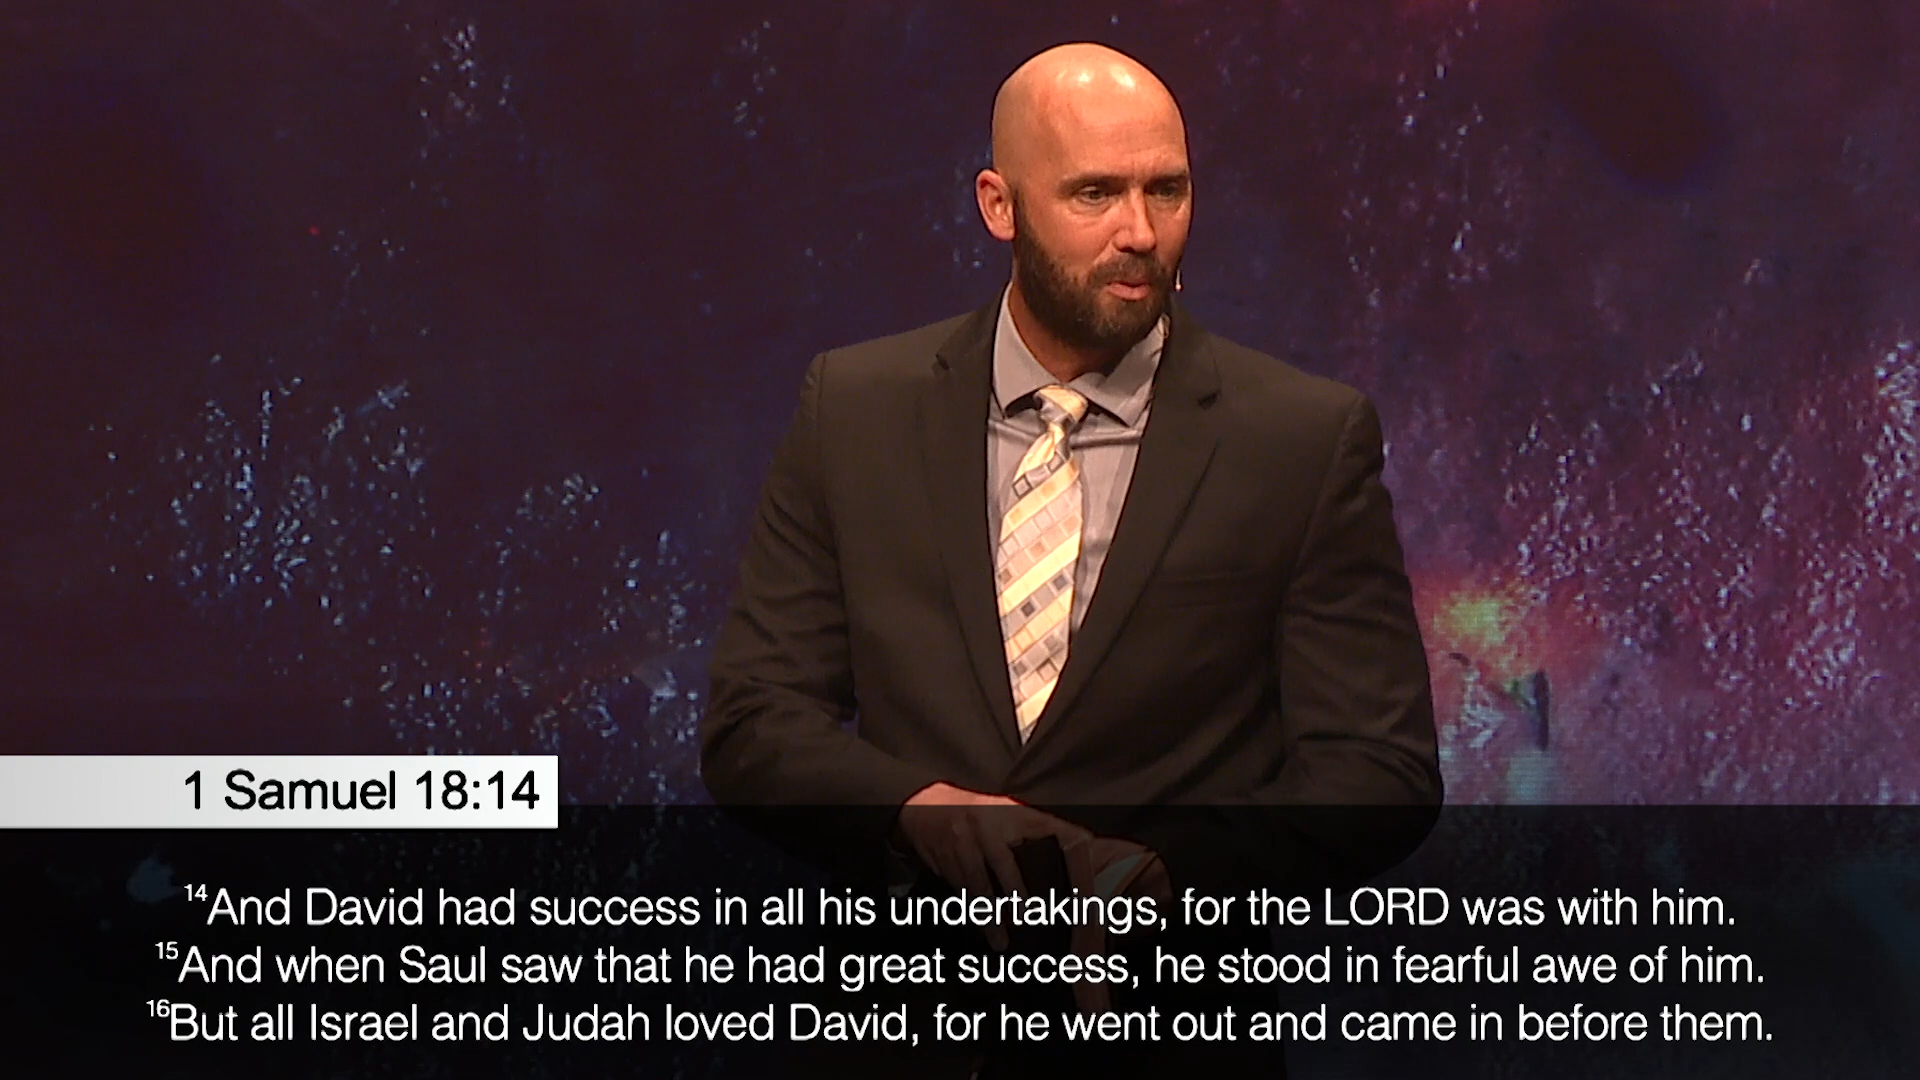 1 Samuel 18:14
¹⁴And David had success in all his undertakings, for the LORD was with him.
¹⁵And when Saul saw that he had great success, he stood in fearful awe of him.
¹⁶But all Israel and Judah loved David, for he went out and came in before them.